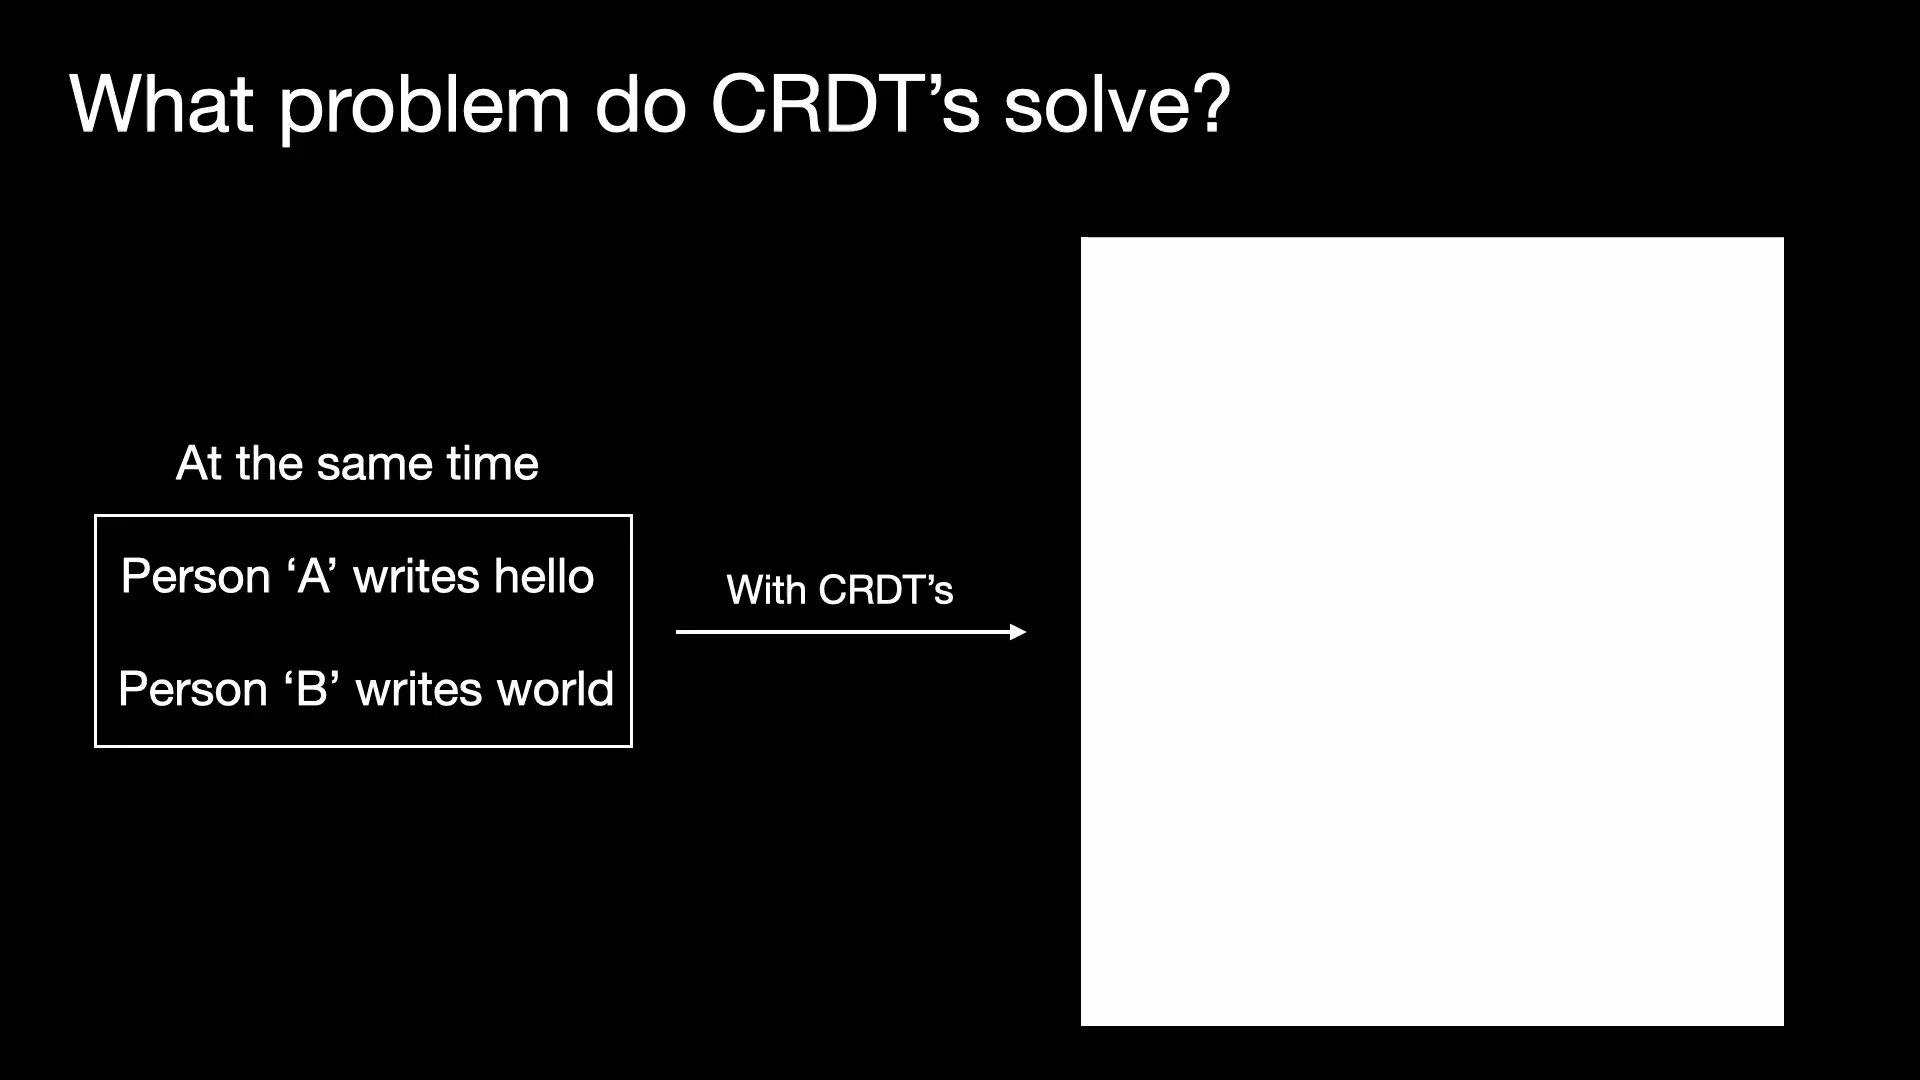 What problem do CRDT’s solve?
At the same time
Person ‘A’ writes hello
Person ‘B’ writes world
With CRDT’s